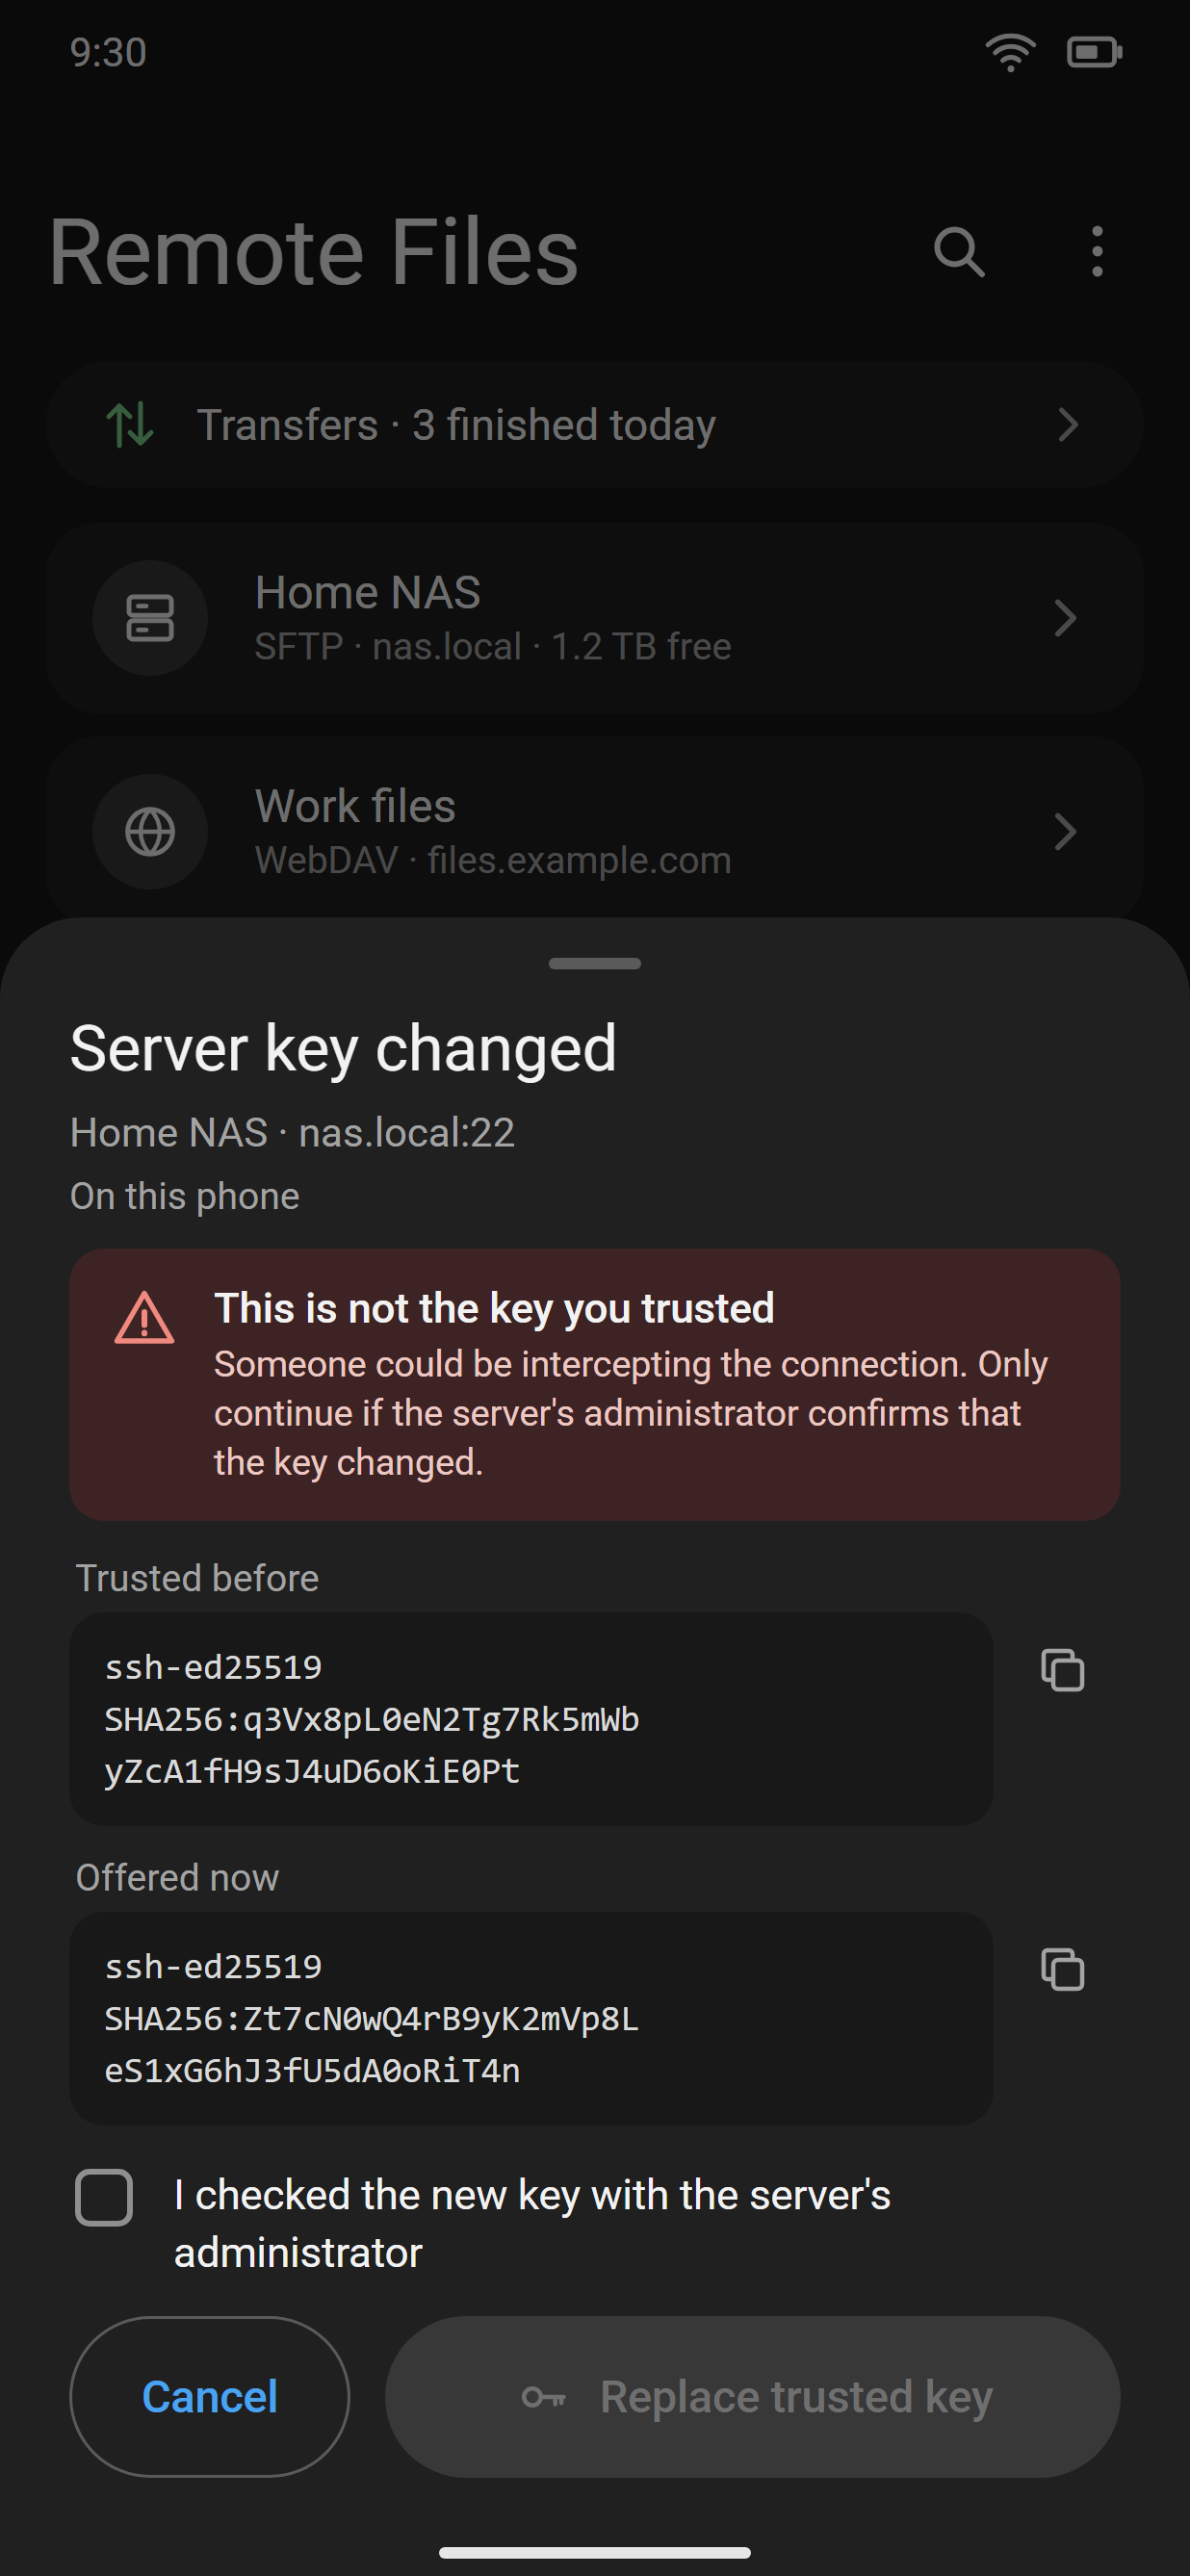 9:30
Remote Files
Transfers · 3 finished today
Home NAS
SFTP · nas.local · 1.2 TB free
Work files
WebDAV · files.example.com
Server key changed
Home NAS · nas.local:22
On this phone
This is not the key you trusted
Someone could be intercepting the connection. Only
continue if the server's administrator confirms that
the key changed.
Trusted before
ssh-ed25519
SHA256:q3Vx8pL0eN2Tg7Rk5mWb
yZcA1fH9sJ4uD6oKiE0Pt
Offered now
ssh-ed25519
SHA256:Zt7cN0wQ4rB9yK2mVp8L
eS1xG6hJ3fU5dA0oRiT4n
I checked the new key with the server's
administrator
Cancel
Replace trusted key